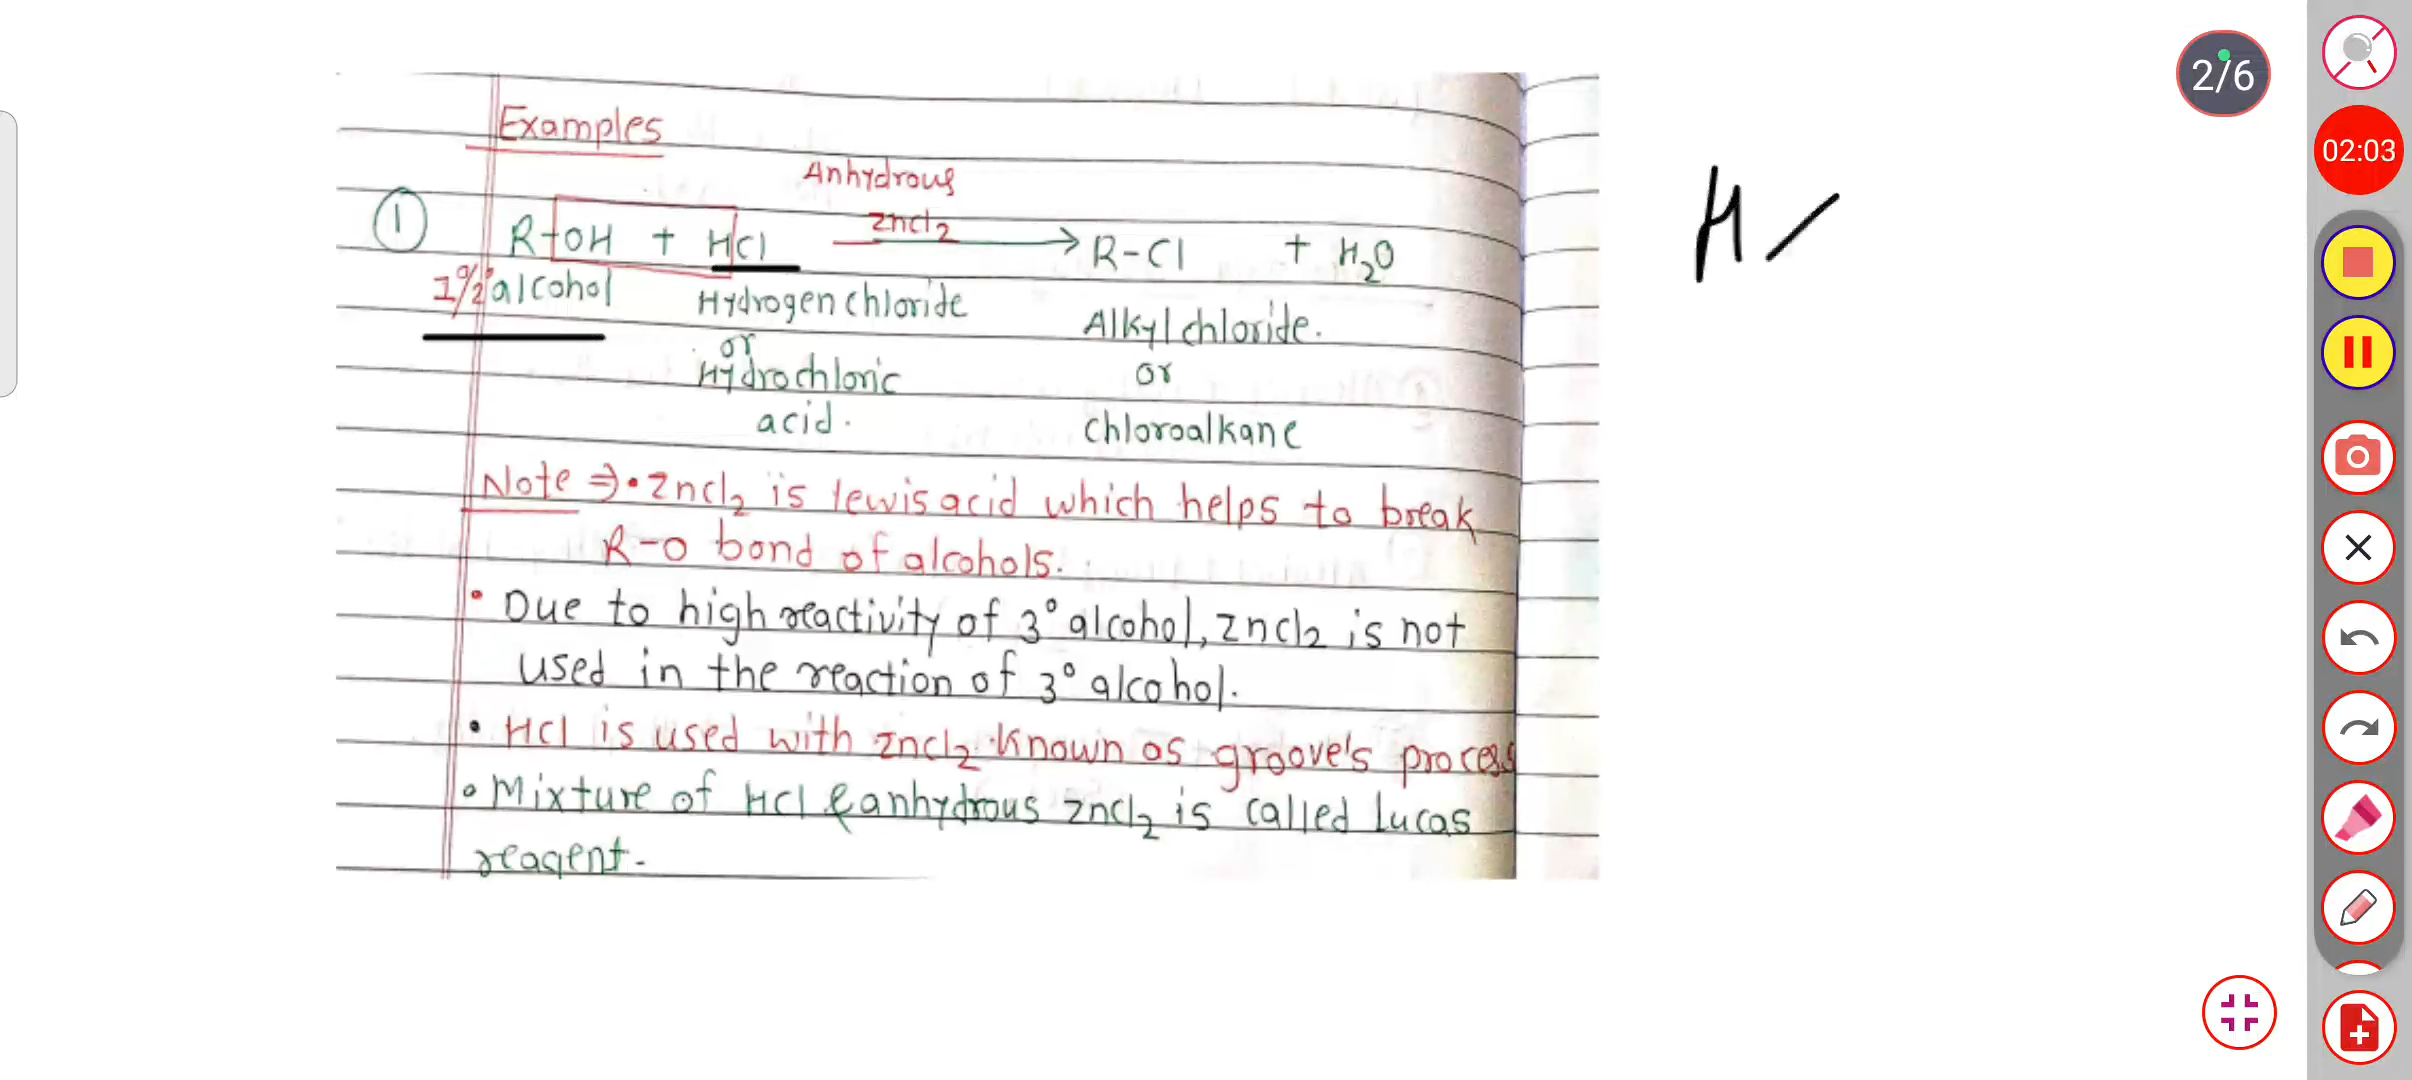 2/6
02:03
Examples
Anhydrous
① R-OH + HCl ZnCl2 → R-Cl + H2O
1°/2° alcohol Hydrogen chloride Alkyl chloride.
or
Hydrochloric or
acid. chloroalkane
Note ⇒ • ZnCl2 is lewis acid which helps to break
R-O bond of alcohols.
• Due to high reactivity of 3° alcohol, ZnCl2 is not
used in the reaction of 3° alcohol.
• HCl is used with ZnCl2 known as groove's process
• Mixture of HCl & anhydrous ZnCl2 is called Lucas
reagent.
H